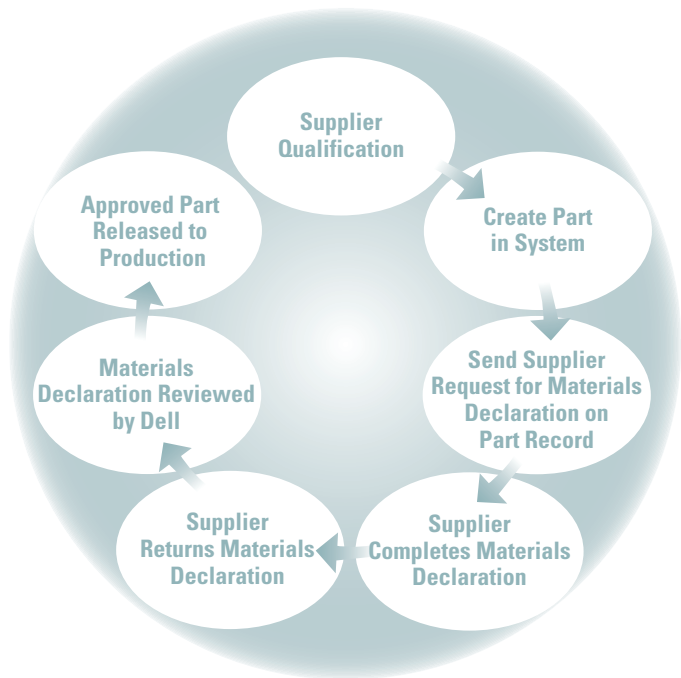 Supplier
Qualification
Create Part
in System
Send Supplier
Request for Materials
Declaration on
Part Record
Supplier
Completes Materials
Declaration
Supplier
Returns Materials
Declaration
Materials
Declaration Reviewed
by Dell
Approved Part
Released to
Production